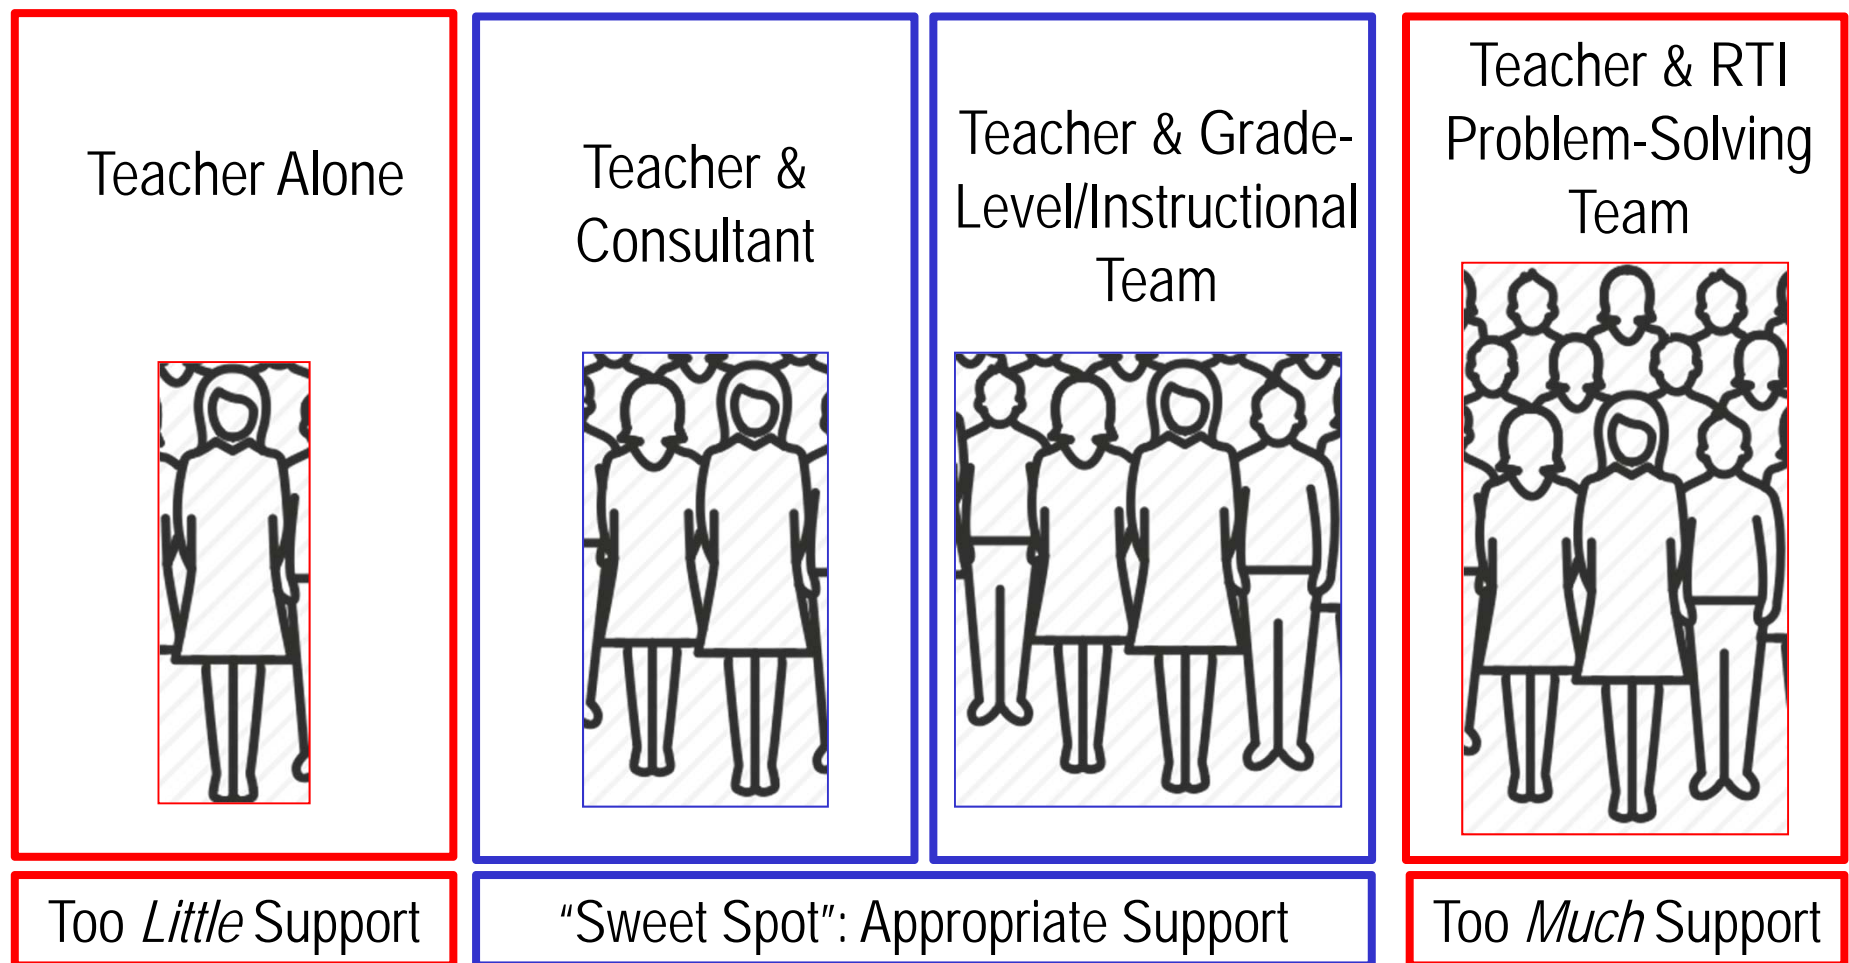 Teacher Alone
Teacher &
Consultant
Teacher & Grade-
Level/Instructional
Team
Teacher & RTI
Problem-Solving
Team
Too Little Support
“Sweet Spot”: Appropriate Support
Too Much Support